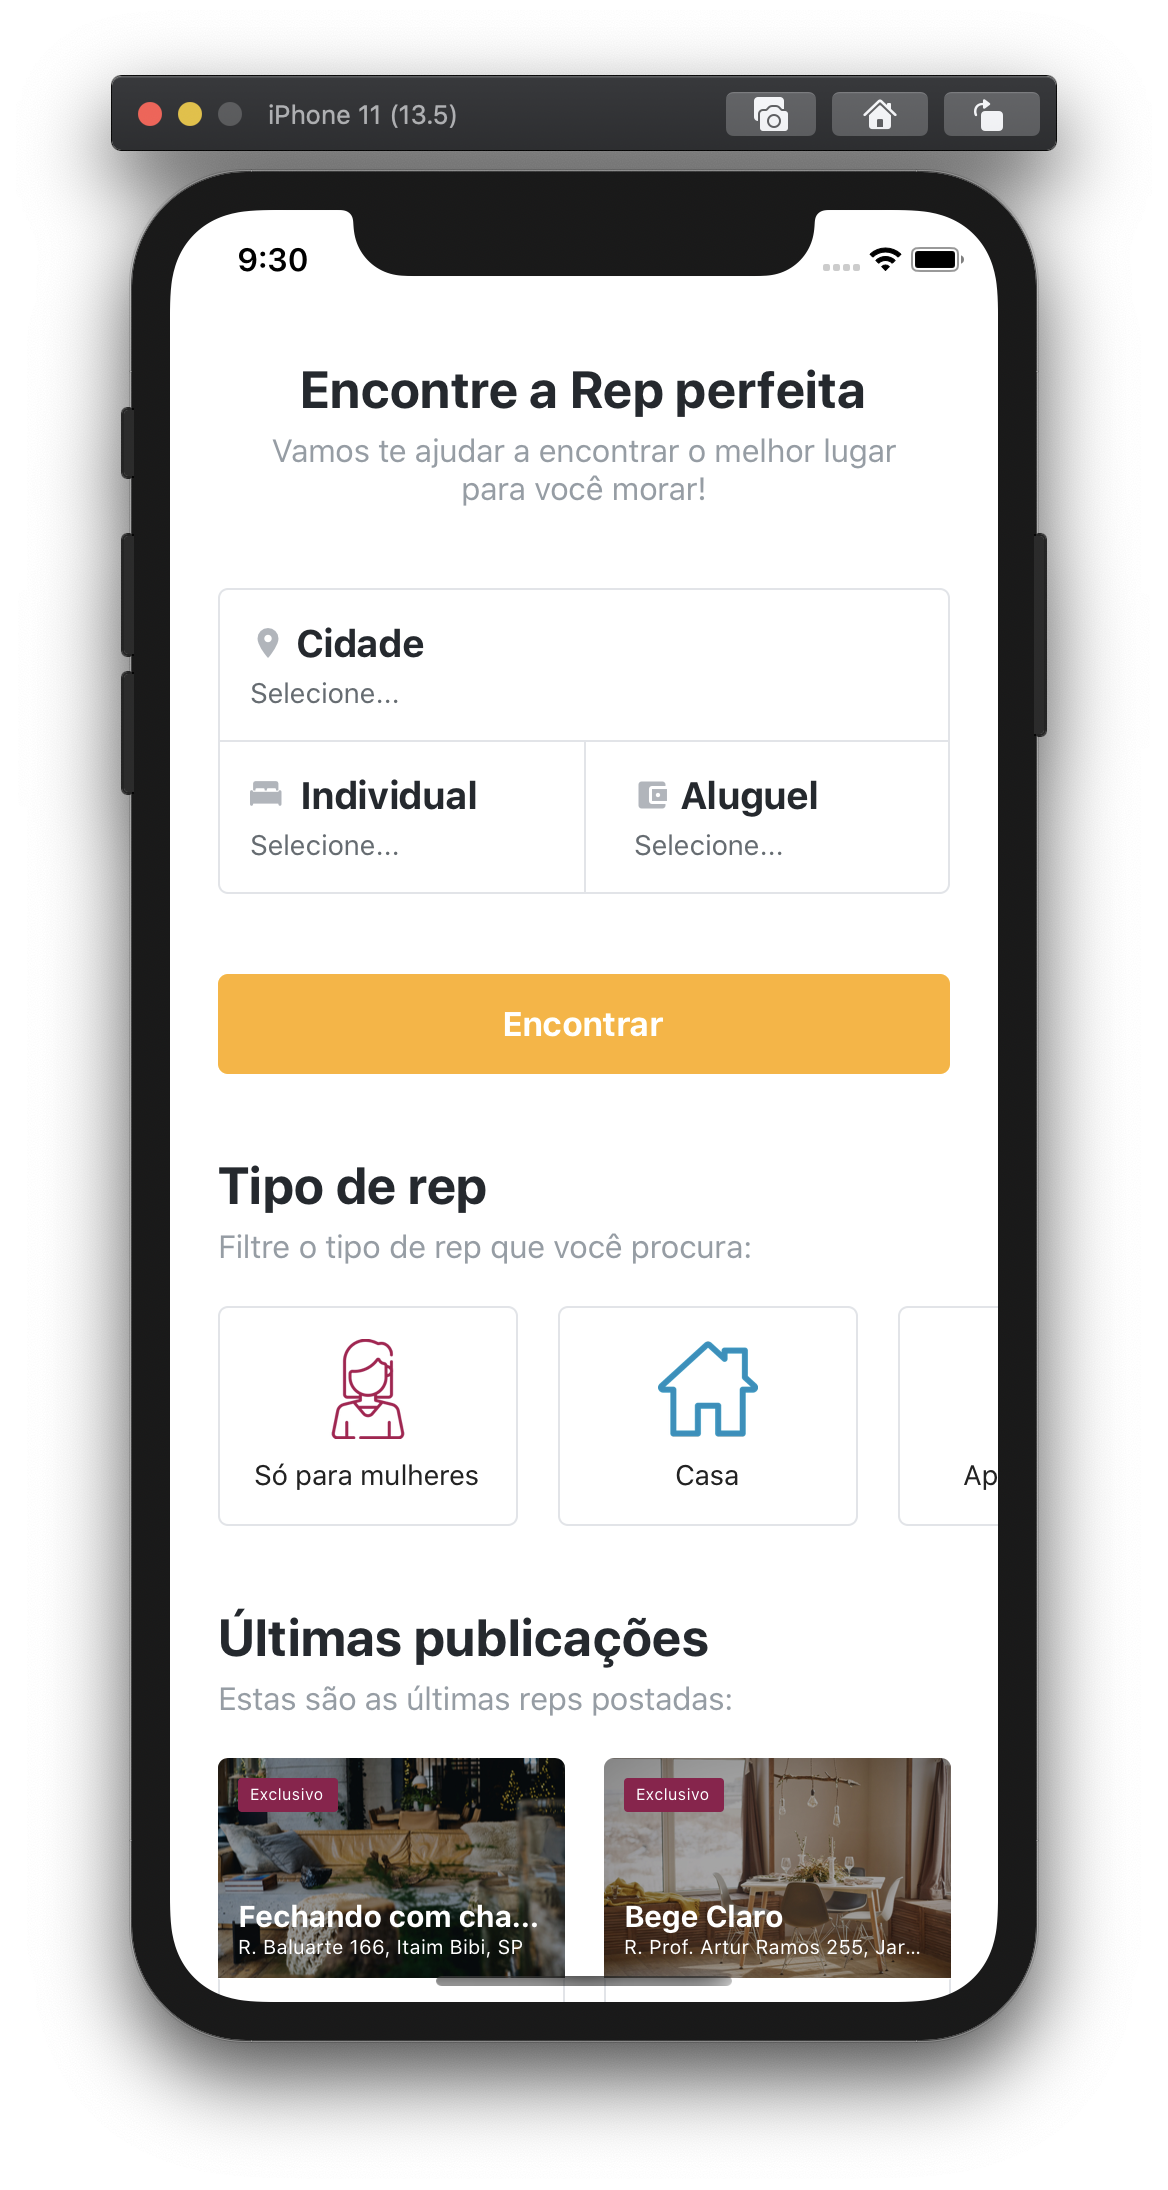 iPhone 11 (13.5)
9:30
Encontre a Rep perfeita
Vamos te ajudar a encontrar o melhor lugar
para você morar!
Cidade
Selecione...
Individual
Selecione...
Aluguel
Selecione...
Encontrar
Tipo de rep
Filtre o tipo de rep que você procura:
Só para mulheres
Casa
Ap
Últimas publicações
Estas são as últimas reps postadas:
Exclusivo
Fechando com cha...
R. Baluarte 166, Itaim Bibi, SP
Exclusivo
Bege Claro
R. Prof. Artur Ramos 255, Jar...